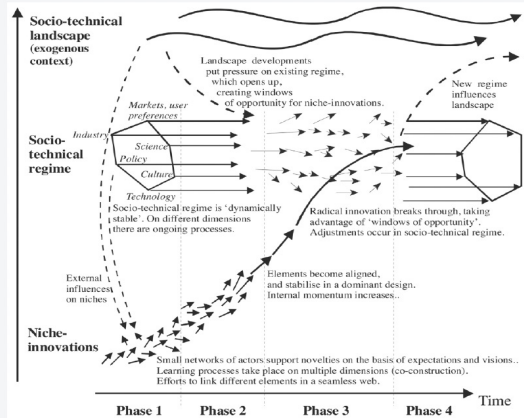 Socio-technical
landscape
(exogenous
context)
Landscape developments
put pressure on existing regime,
which opens up,
creating windows
of opportunity for niche-innovations.
New regime
influences
landscape
Markets, user
preferences
Industry
Science
Policy
Culture
Technology
Socio-
technical
regime
Socio-technical regime is ‘dynamically
stable’. On different dimensions
there are ongoing processes.
Radical innovation breaks through, taking
advantage of ‘windows of opportunity’.
Adjustments occur in socio-technical regime.
External
influences
on niches
Elements become aligned,
and stabilise in a dominant design.
Internal momentum increases..
Niche-
innovations
Small networks of actors support novelties on the basis of expectations and visions..
Learning processes take place on multiple dimensions (co-construction).
Efforts to link different elements in a seamless web.
Time
Phase 1 Phase 2 Phase 3 Phase 4